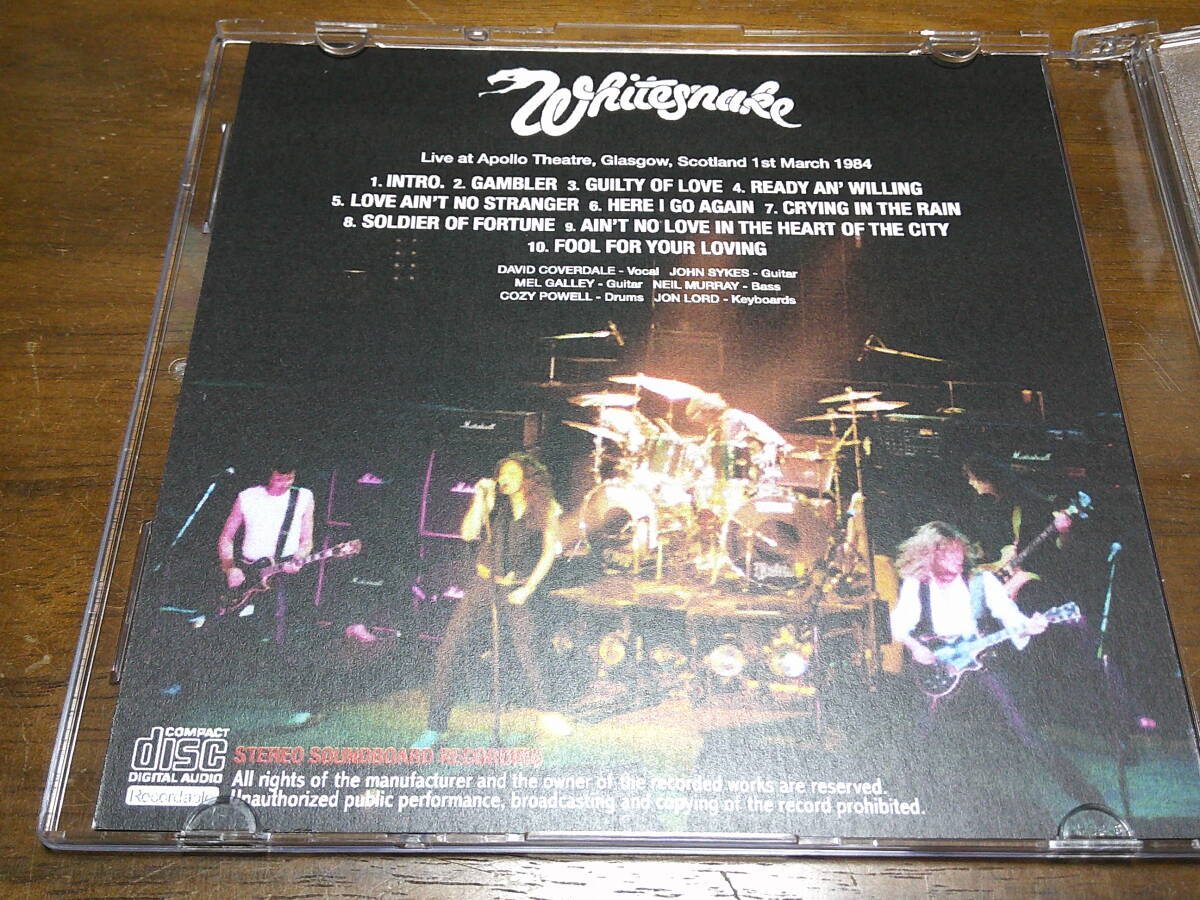 Whitesnake
Live at Apollo Theatre, Glasgow, Scotland 1st March 1984
1. INTRO. 2. GAMBLER 3. GUILTY OF LOVE 4. READY AN' WILLING
5. LOVE AIN'T NO STRANGER 6. HERE I GO AGAIN 7. CRYING IN THE RAIN
8. SOLDIER OF FORTUNE 9. AIN'T NO LOVE IN THE HEART OF THE CITY
10. FOOL FOR YOUR LOVING
DAVID COVERDALE - Vocal JOHN SYKES - Guitar
MEL GALLEY - Guitar NEIL MURRAY - Bass
COZY POWELL - Drums JON LORD - Keyboards
Marshall
Marshall
COMPACT
disc
DIGITAL AUDIO
Recordable
STEREO SOUNDBOARD RECORDING
All rights of the manufacturer and the owner of the recorded works are reserved.
Unauthorized public performance, broadcasting and copying of the record prohibited.